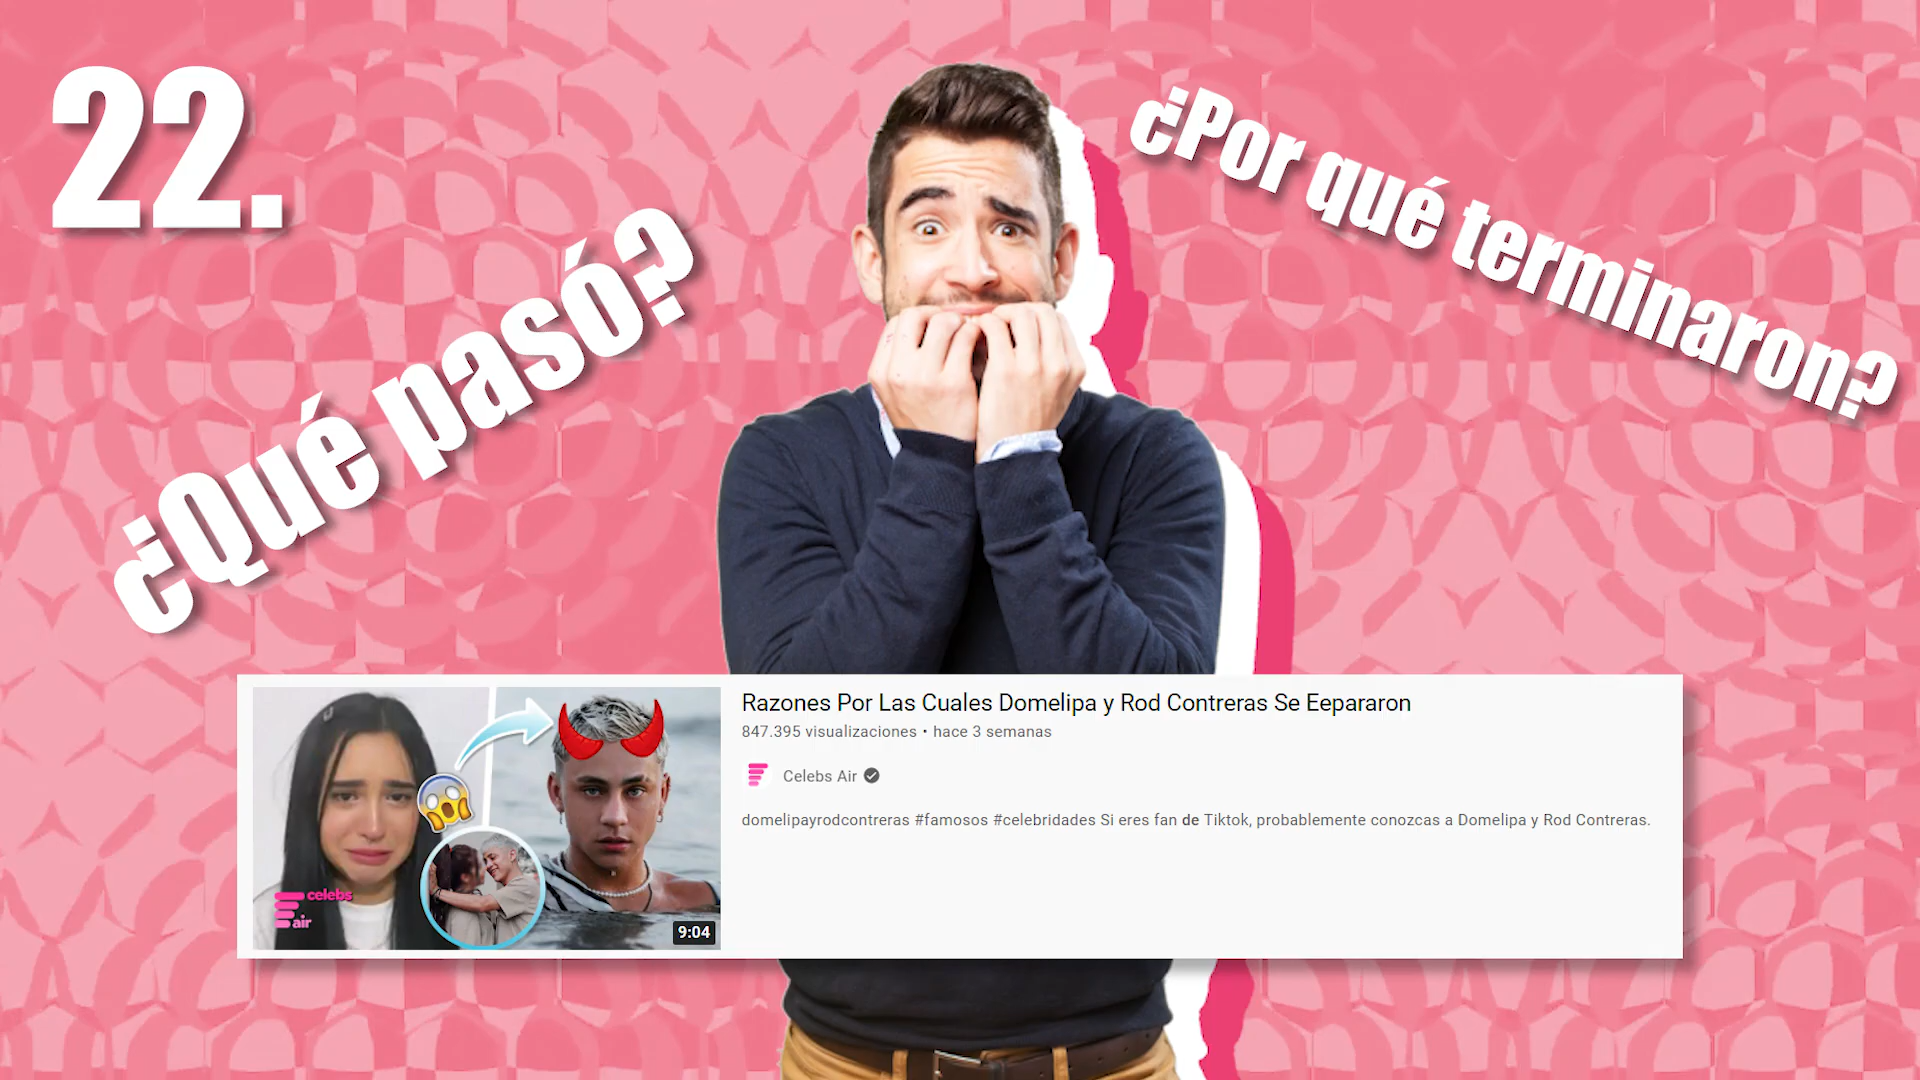 22.
¿Qué pasó?
¿Por qué terminaron?
Razones Por Las Cuales Domelipa y Rod Contreras Se Eepararon
847.395 visualizaciones • hace 3 semanas
Celebs Air
domelipayrodcontreras #famosos #celebridades Si eres fan de Tiktok, probablemente conozcas a Domelipa y Rod Contreras.
celebs
air
9:04